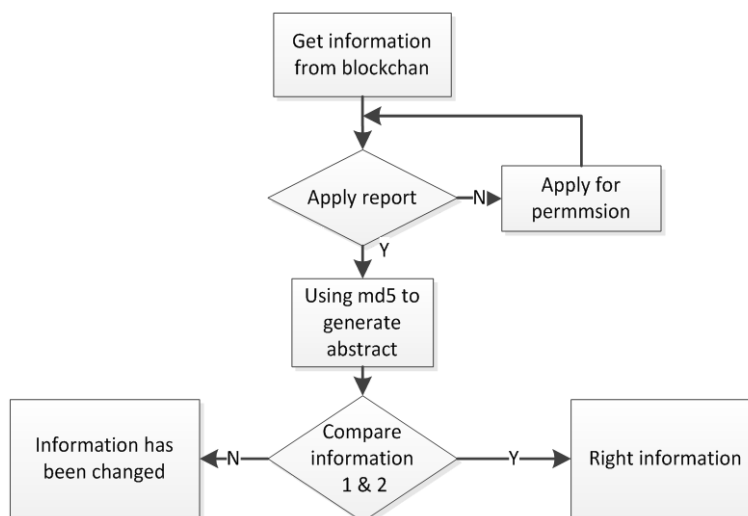 Get information
from blockchan
Apply report
N
Apply for
permmsion
Y
Using md5 to
generate
abstract
Information has
been changed
N
Compare
information
1 & 2
Y
Right information